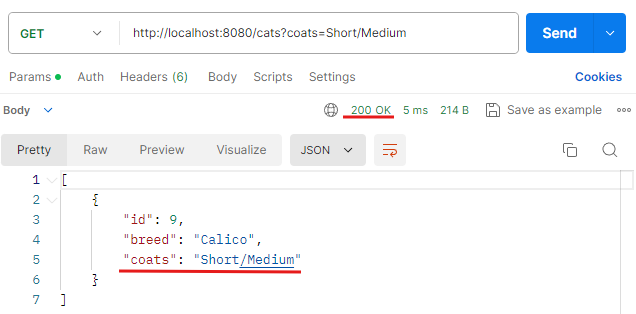 GET http://localhost:8080/cats?coats=Short/Medium Send
Params Auth Headers (6) Body Scripts Settings Cookies
Body 200 OK 5 ms 214 B Save as example
Pretty Raw Preview Visualize JSON
1 [
2 {
3 "id": 9,
4 "breed": "Calico",
5 "coats": "Short/Medium"
6 }
7 ]